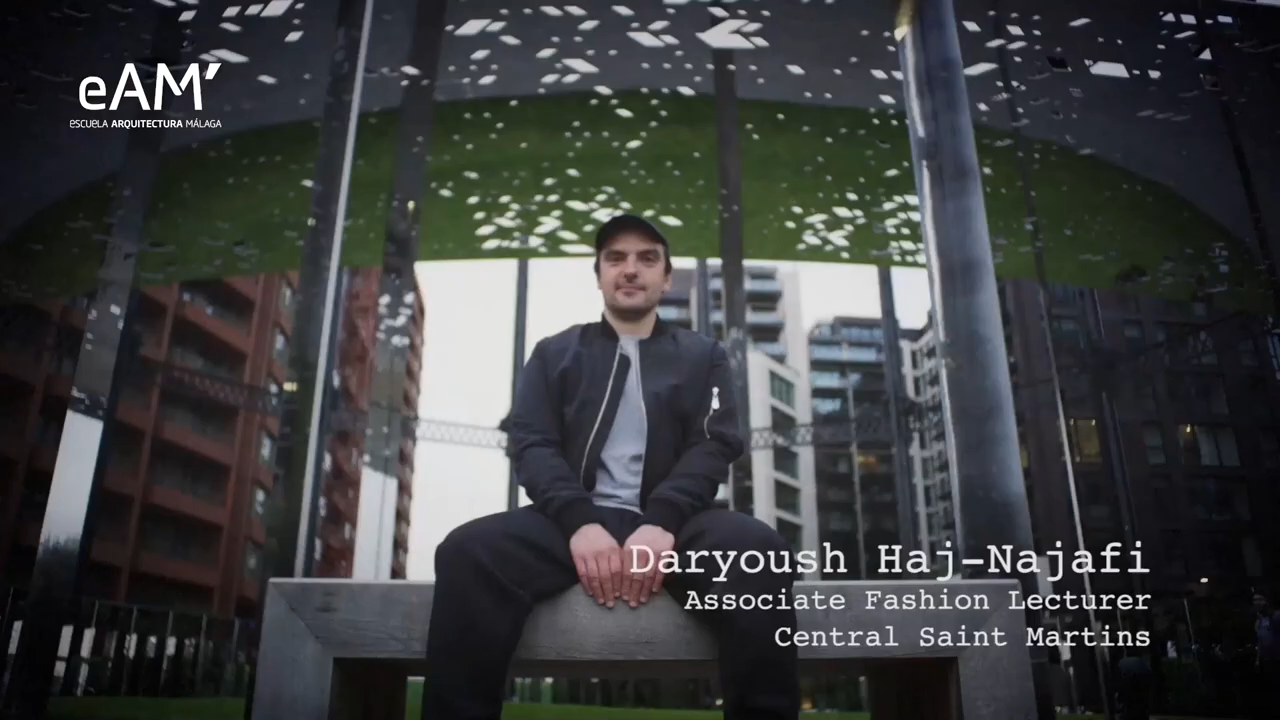 eAM'
ESCUELA ARQUITECTURA MÁLAGA
Daryoush Haj-Najafi
Associate Fashion Lecturer
Central Saint Martins